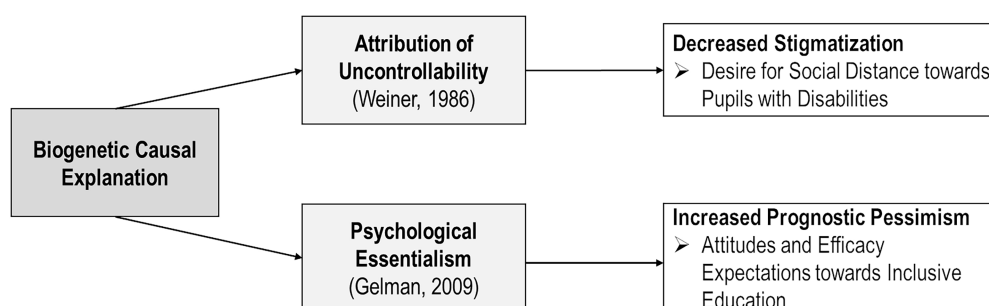 Biogenetic Causal
Explanation
Attribution of
Uncontrollability
(Weiner, 1986)
Decreased Stigmatization
➢ Desire for Social Distance towards
Pupils with Disabilities
Psychological
Essentialism
(Gelman, 2009)
Increased Prognostic Pessimism
➢ Attitudes and Efficacy
Expectations towards Inclusive
Education